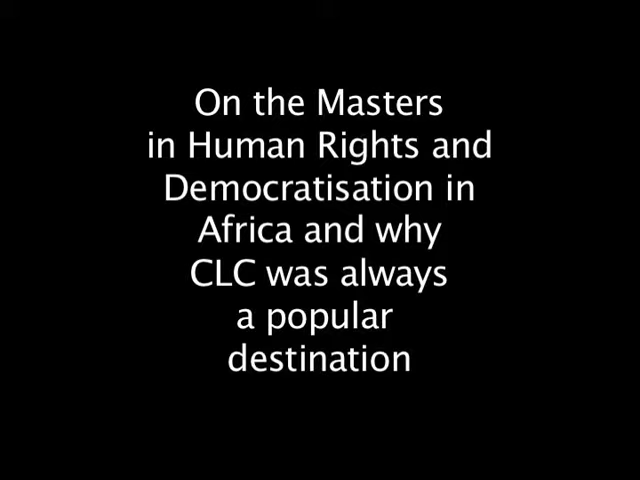 On the Masters
in Human Rights and
Democratisation in
Africa and why
CLC was always
a popular
destination